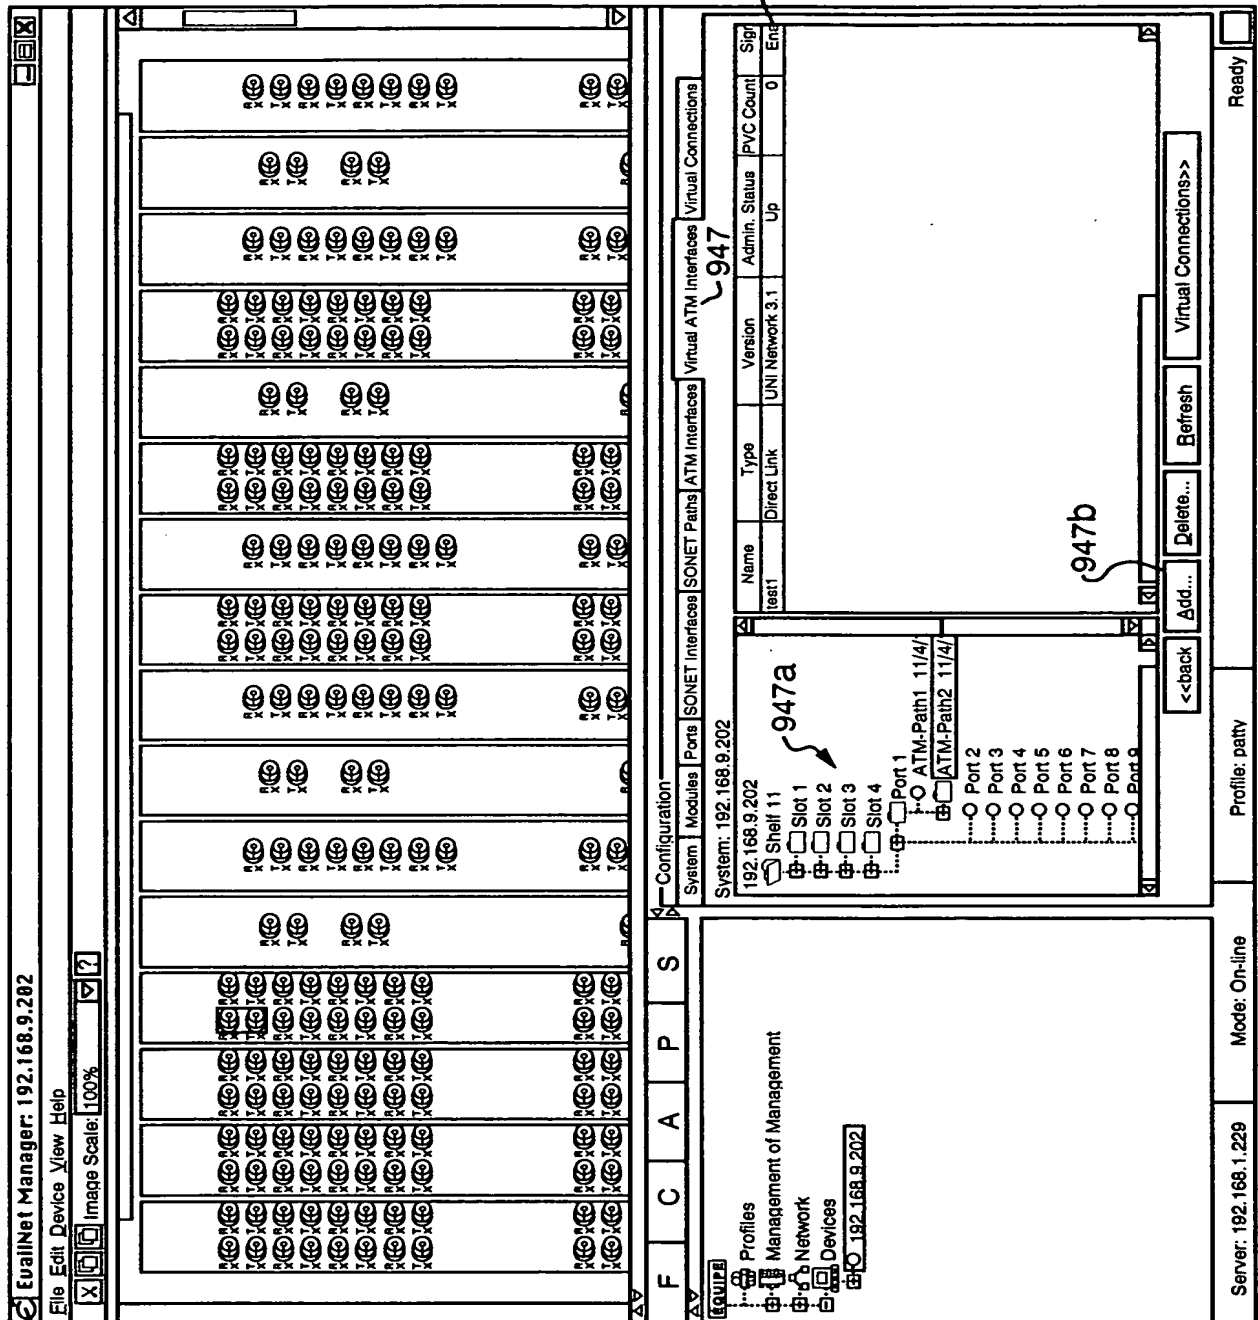 EuallNet Manager: 192.168.9.202
File Edit Device View Help
Image Scale: 100%
F C A P S
EQUIPE
Profiles
Management of Management
Network
Devices
192.168.9.202
Configuration
System Modules Ports SONET Interfaces SONET Paths ATM Interfaces Virtual ATM Interfaces Virtual Connections
947
System: 192.168.9.202
192.168.9.202
Shelf 11
947a
Slot 1
Slot 2
Slot 3
Slot 4
Port 1
ATM-Path1 11/4/
ATM-Path2 11/4/
Port 2
Port 3
Port 4
Port 5
Port 6
Port 7
Port 8
Port 9
Name Type Version Admin. Status PVC Count Sigr
test1 Direct Link UNI Network 3.1 Up 0 Ena
947b
<<back Add... Delete... Refresh Virtual Connections>>
Server: 192.168.1.229 Mode: On-line Profile: patty Ready